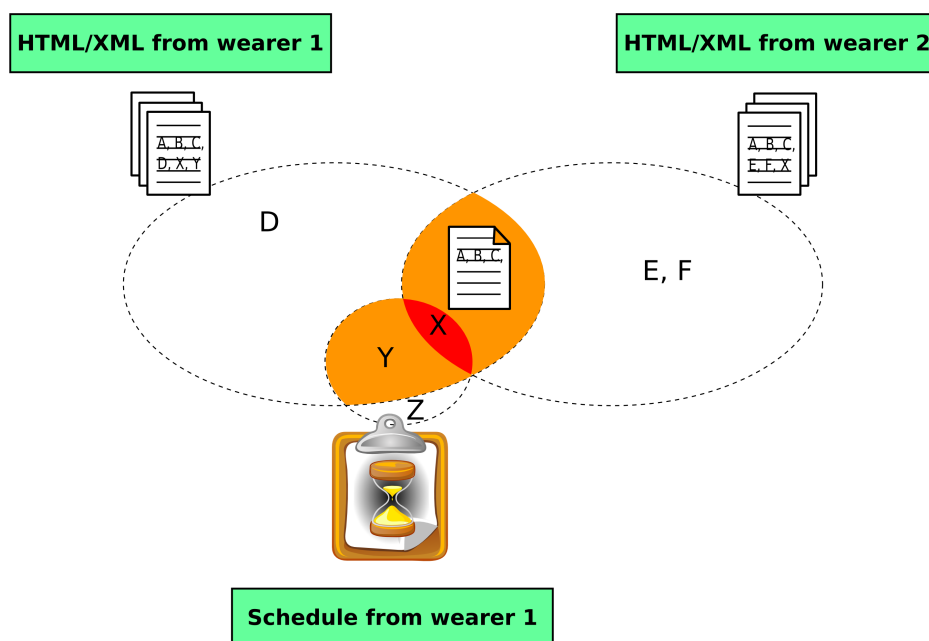 HTML/XML from wearer 1
HTML/XML from wearer 2
A, B, C,
D, X, Y
A, B, C,
E, F, X
D
A, B, C,
E, F
X
Y
Z
Schedule from wearer 1